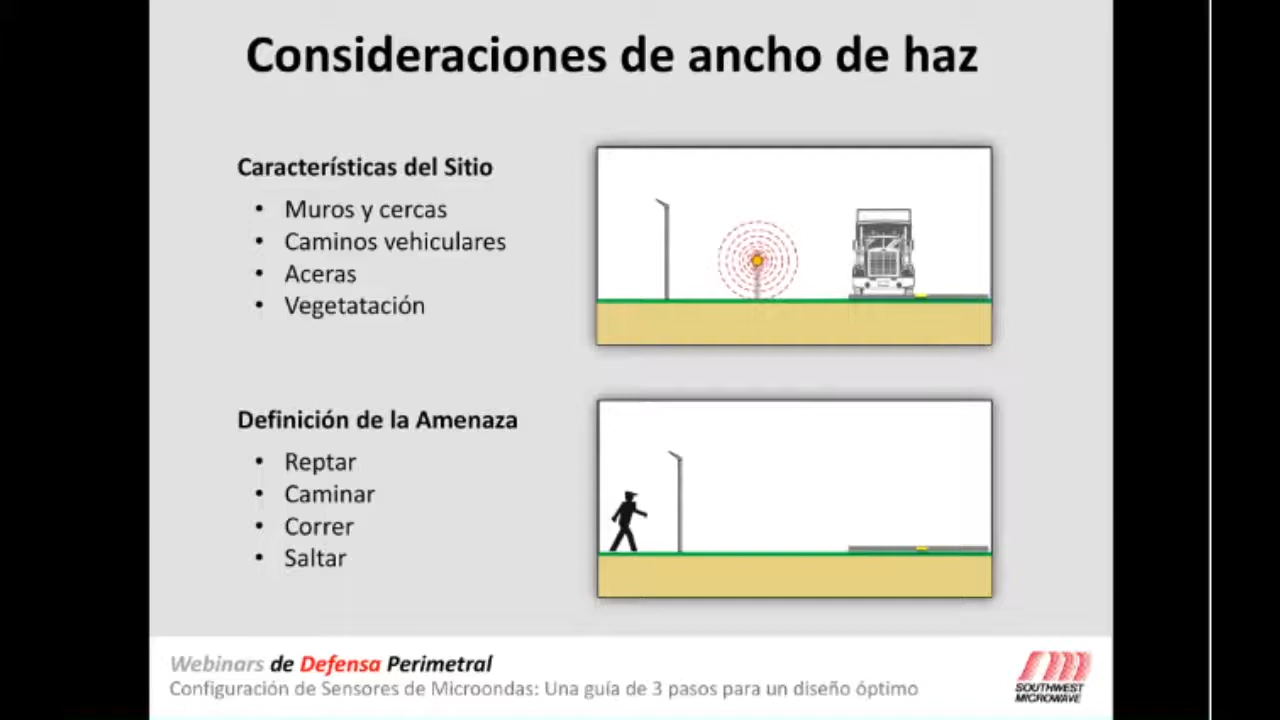 Consideraciones de ancho de haz
Características del Sitio
• Muros y cercas
• Caminos vehiculares
• Aceras
• Vegetatación
Definición de la Amenaza
• Reptar
• Caminar
• Correr
• Saltar
Webinars de Defensa Perimetral
Configuración de Sensores de Microondas: Una guía de 3 pasos para un diseño óptimo
SOUTHWEST
MICROWAVE